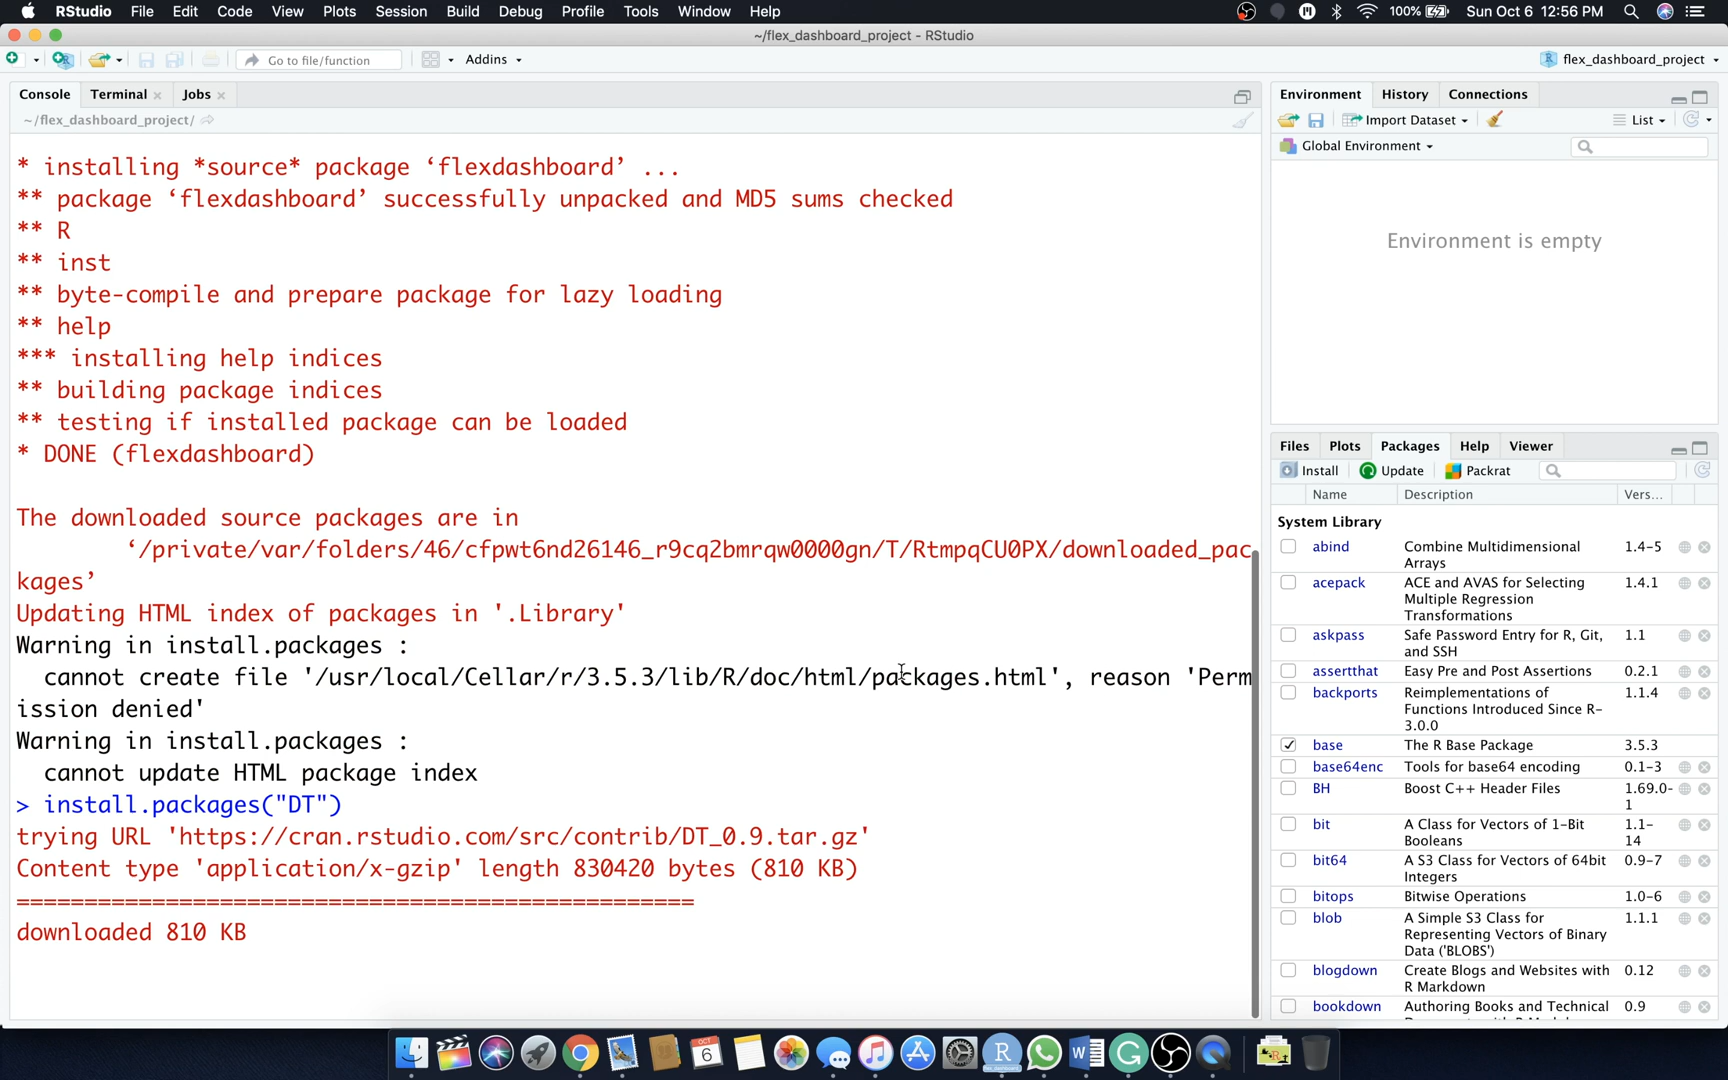 RStudio File Edit Code View Plots Session Build Debug Profile Tools Window Help 100% Sun Oct 6 12:56 PM
~/flex_dashboard_project - RStudio
Go to file/function Addins flex_dashboard_project
Console Terminal Jobs
~/flex_dashboard_project/
* installing *source* package ‘flexdashboard’ ...
** package ‘flexdashboard’ successfully unpacked and MD5 sums checked
** R
** inst
** byte-compile and prepare package for lazy loading
** help
*** installing help indices
** building package indices
** testing if installed package can be loaded
* DONE (flexdashboard)
The downloaded source packages are in
‘/private/var/folders/46/cfpwt6nd26146_r9cq2bmrqw0000gn/T/RtmpqCU0PX/downloaded_pac
kages’
Updating HTML index of packages in '.Library'
Warning in install.packages :
cannot create file '/usr/local/Cellar/r/3.5.3/lib/R/doc/html/packages.html', reason 'Perm
ission denied'
Warning in install.packages :
cannot update HTML package index
> install.packages("DT")
trying URL 'https://cran.rstudio.com/src/contrib/DT_0.9.tar.gz'
Content type 'application/x-gzip' length 830420 bytes (810 KB)
==================================================
downloaded 810 KB
Environment History Connections
Import Dataset List
Global Environment
Environment is empty
Files Plots Packages Help Viewer
Install Update Packrat
Name Description Vers...
System Library
abind Combine Multidimensional 1.4-5
Arrays
acepack ACE and AVAS for Selecting 1.4.1
Multiple Regression
Transformations
askpass Safe Password Entry for R, Git, 1.1
and SSH
assertthat Easy Pre and Post Assertions 0.2.1
backports Reimplementations of 1.1.4
Functions Introduced Since R-
3.0.0
base The R Base Package 3.5.3
base64enc Tools for base64 encoding 0.1-3
BH Boost C++ Header Files 1.69.0-
1
bit A Class for Vectors of 1-Bit 1.1-
Booleans 14
bit64 A S3 Class for Vectors of 64bit 0.9-7
Integers
bitops Bitwise Operations 1.0-6
blob A Simple S3 Class for 1.1.1
Representing Vectors of Binary
Data ('BLOBS')
blogdown Create Blogs and Websites with 0.12
R Markdown
bookdown Authoring Books and Technical 0.9
OCT
6